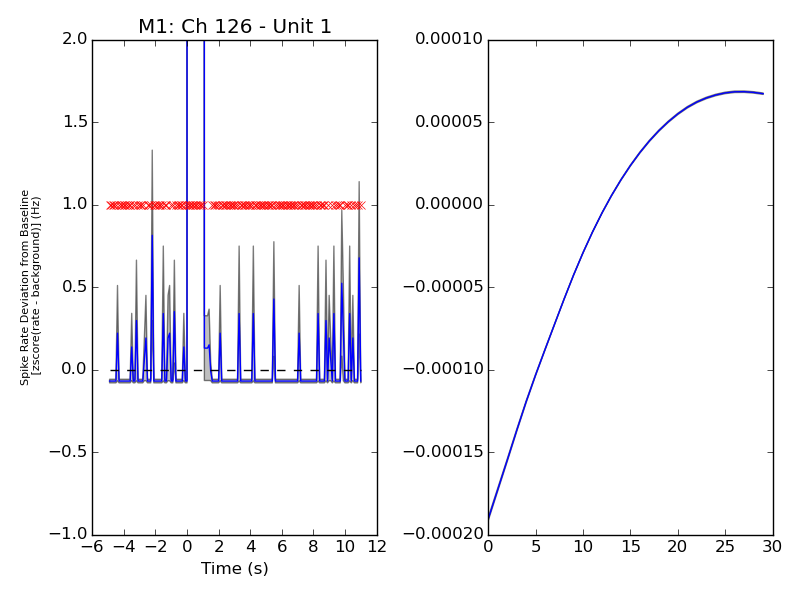 M1: Ch 126 - Unit 1
Spike Rate Deviation from Baseline
[zscore(rate - background)] (Hz)
2.0
1.5
1.0
0.5
0.0
−0.5
−1.0
−6 −4 −2 0 2 4 6 8 10 12
Time (s)
0.00010
0.00005
0.00000
−0.00005
−0.00010
−0.00015
−0.00020
0 5 10 15 20 25 30